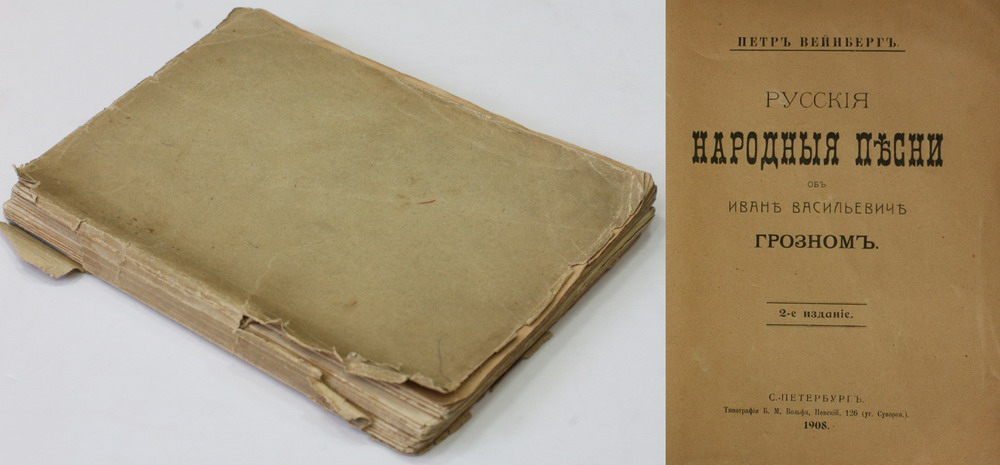 ПЕТРЪ ВЕЙНБЕРГЪ.
РУССКІЯ
НАРОДНЫЯ ПѢСНИ
ОБЪ
ИВАНѢ ВАСИЛЬЕВИЧѢ
ГРОЗНОМЪ.
2-е изданіе.
С.-ПЕТЕРБУРГЪ.
Типографія Б. М. Вольфа, Невскій, 126 (уг. Суворов.).
1908.